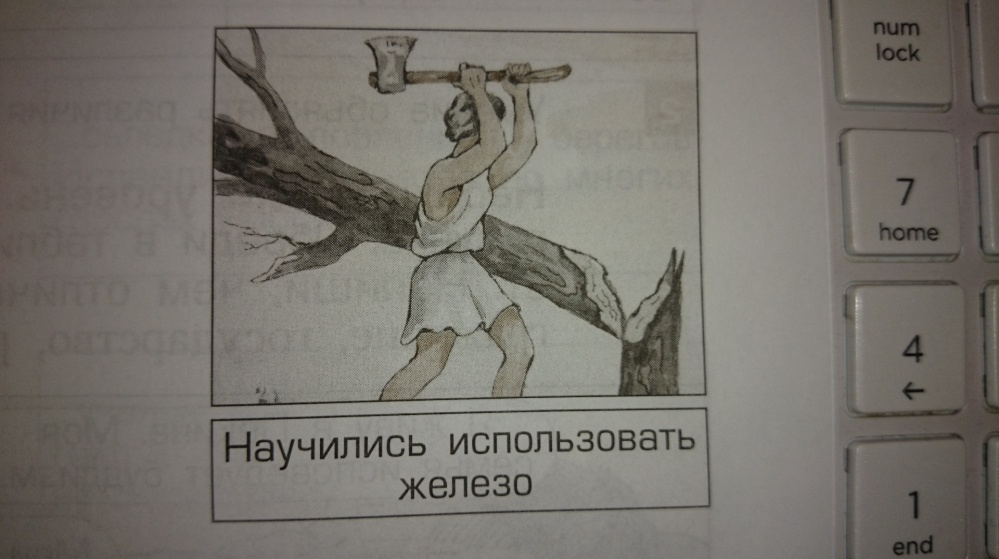 Научились использовать
железо
num
lock
7
home
4
←
1
end